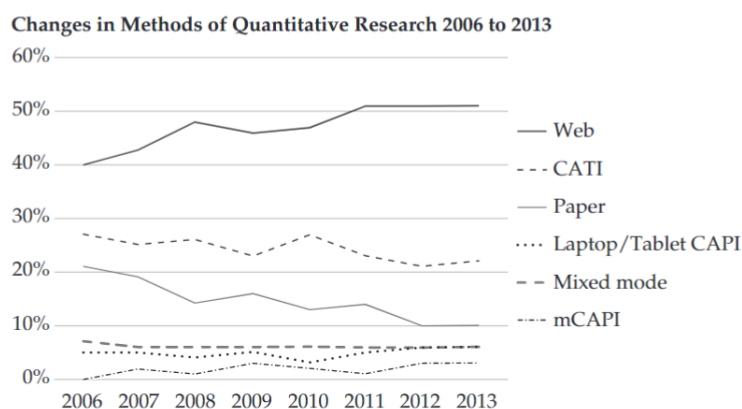 Changes in Methods of Quantitative Research 2006 to 2013
60%
50%
40%
30%
20%
10%
0%
2006 2007 2008 2009 2010 2011 2012 2013
Web
CATI
Paper
Laptop/Tablet CAPI
Mixed mode
mCAPI